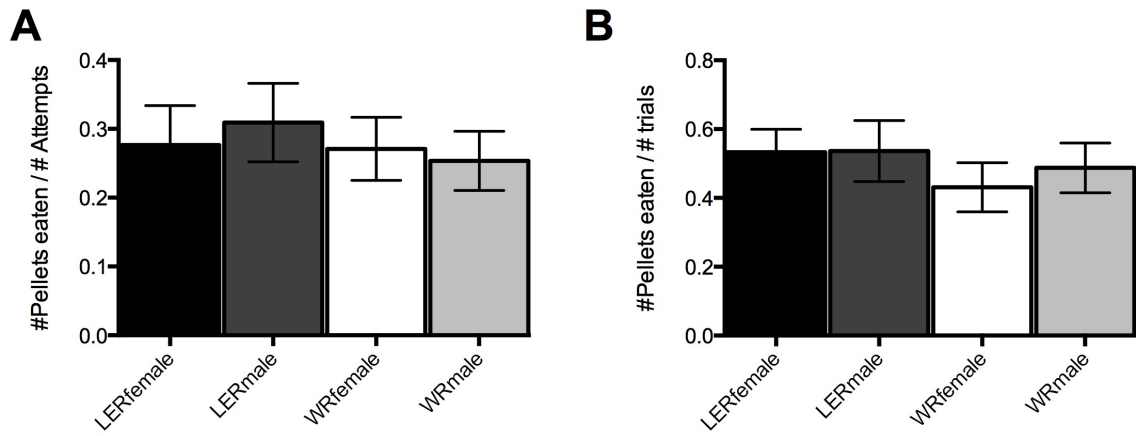 A
#Pellets eaten / # Attempts
0.4
0.3
0.2
0.1
0.0
LERfemale
LERmale
WRfemale
WRmale
B
#Pellets eaten / # trials
0.8
0.6
0.4
0.2
0.0
LERfemale
LERmale
WRfemale
WRmale